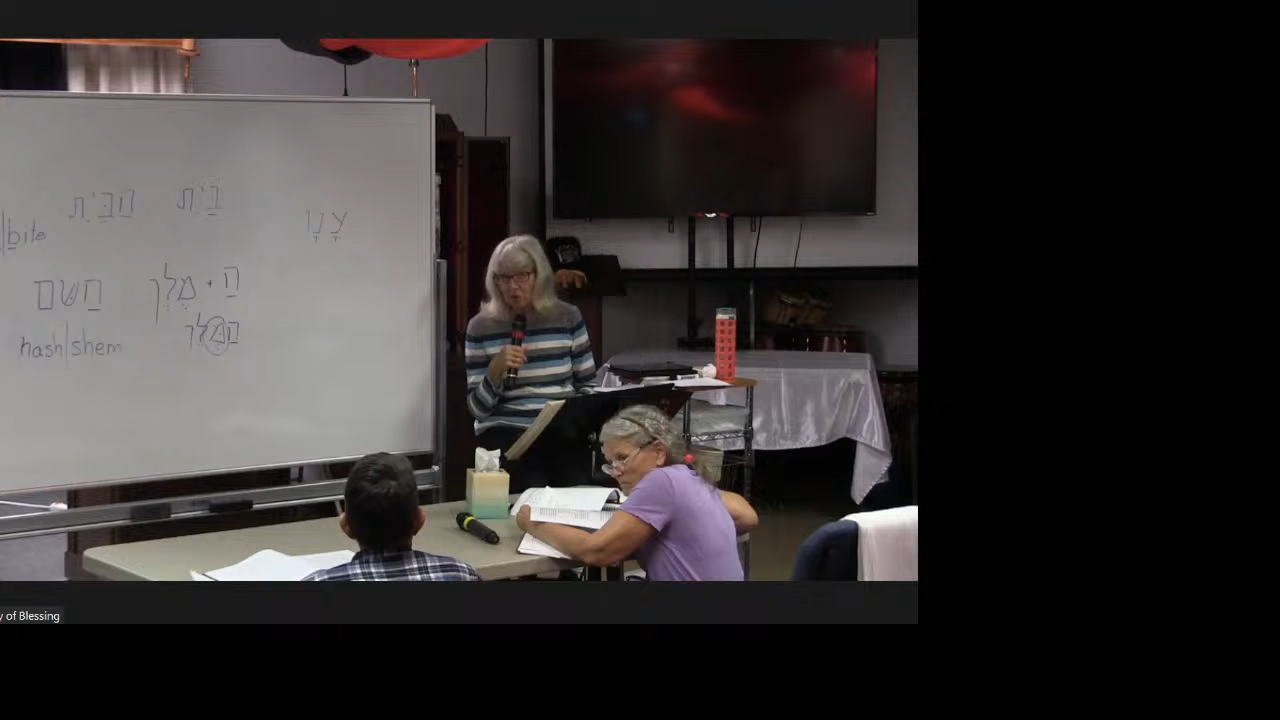 בַּיִת הַבַּיִת
bite
עָנָו
הַ + מֶלֶך
הַשֵם
הַמֶּלֶך
hash|shem
y of Blessing